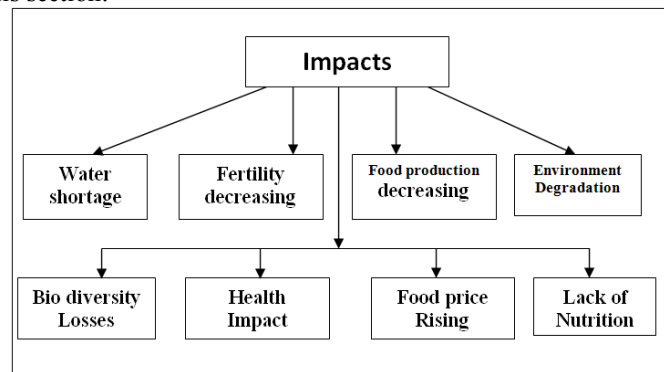 Impacts
Water
shortage
Fertility
decreasing
Food production
decreasing
Environment
Degradation
Bio diversity
Losses
Health
Impact
Food price
Rising
Lack of
Nutrition